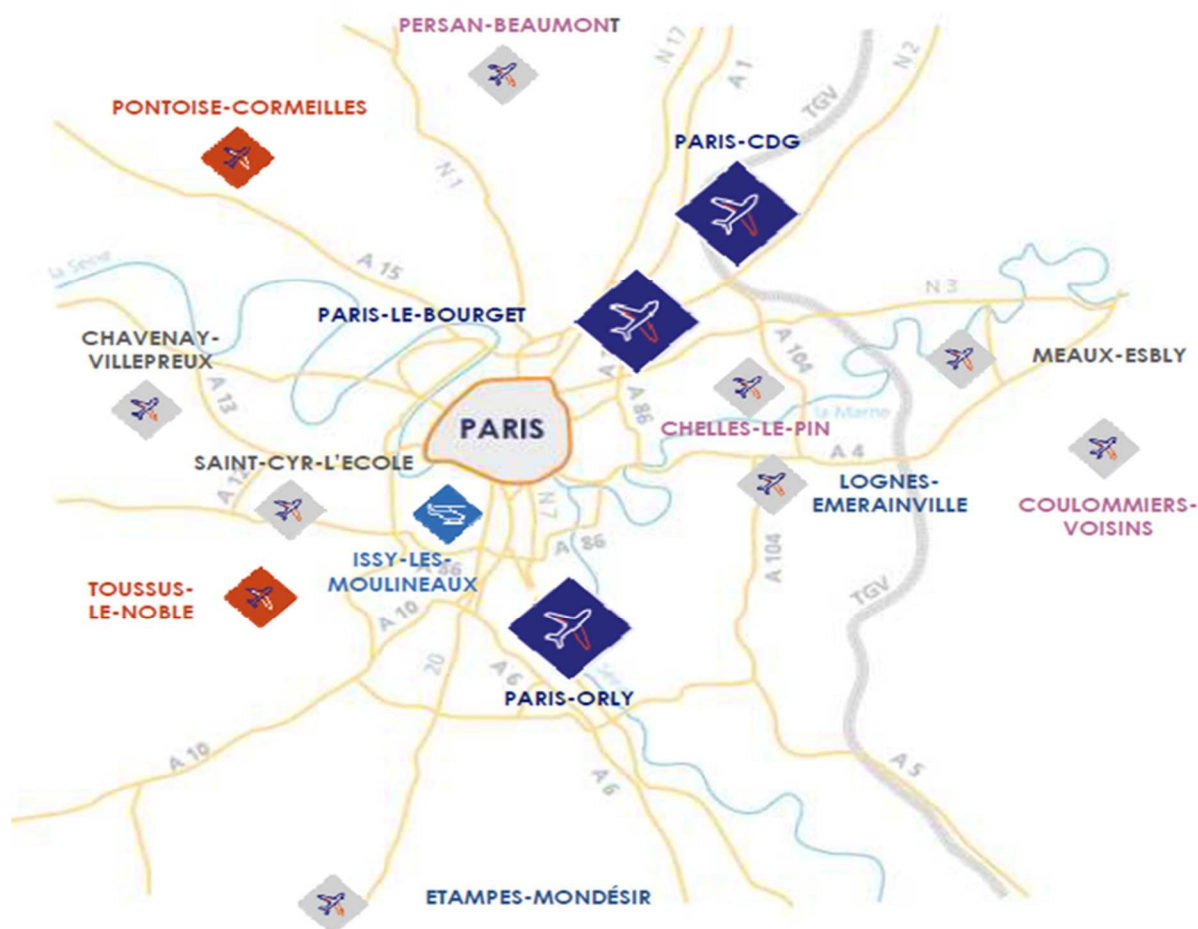 PERSAN-BEAUMONT
N 17
A 1
N 2
TGV
PONTOISE-CORMEILLES
PARIS-CDG
N 1
la Seine
A 15
N 3
PARIS-LE-BOURGET
CHAVENAY-
VILLEPREUX
A 104
MEAUX-ESBLY
A 13
A 86
la Marne
CHELLES-LE-PIN
PARIS
A 4
SAINT-CYR-L'ECOLE
A 12
LOGNES-
EMERAINVILLE
COULOMMIERS-
VOISINS
N 7
A 86
ISSY-LES-
MOULINEAUX
A 86
A 104
TOUSSUS-
LE-NOBLE
TGV
A 10
20
A 6
PARIS-ORLY
A 10
A 6
A 5
ETAMPES-MONDÉSIR